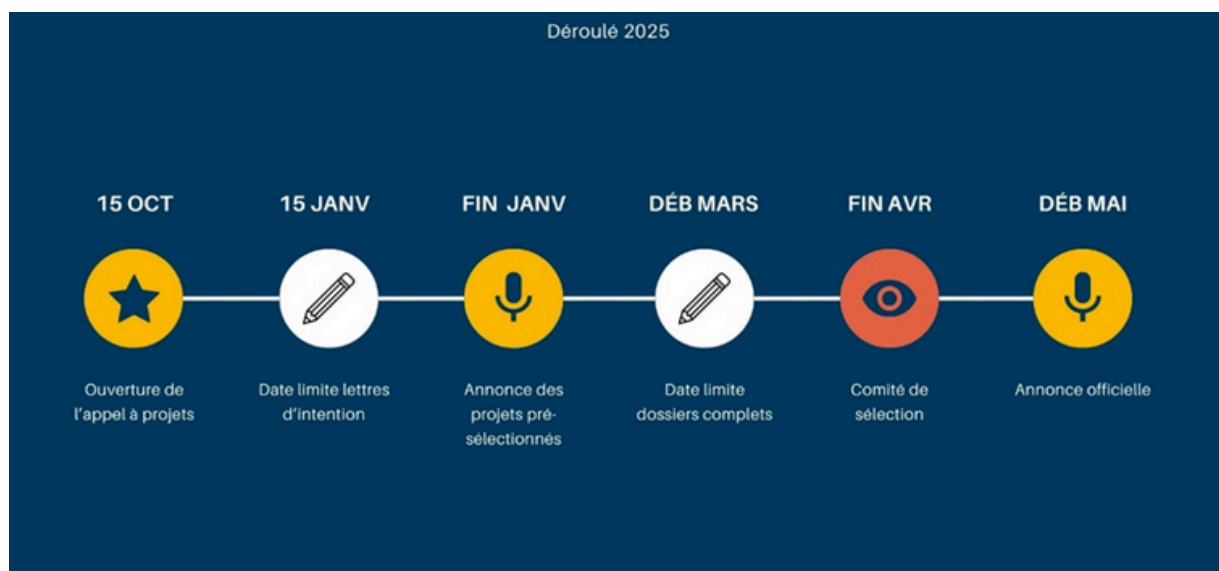 Déroulé 2025
15 OCT
15 JANV
FIN JANV
DÉB MARS
FIN AVR
DÉB MAI
Ouverture de
l'appel à projets
Date limite lettres
d'intention
Annonce des
projets pré-
sélectionnés
Date limite
dossiers complets
Comité de
sélection
Annonce officielle